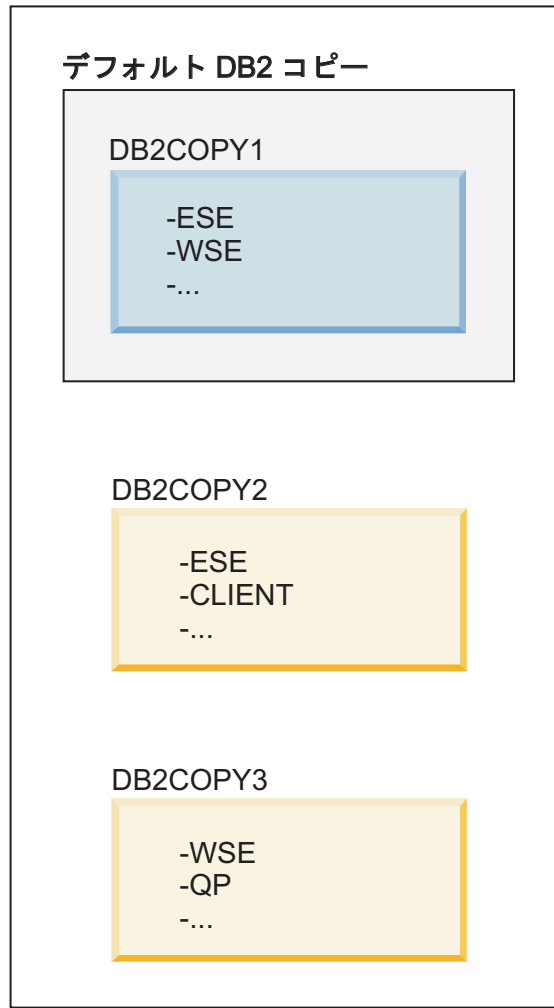 デフォルト DB2 コピー
DB2COPY1
-ESE
-WSE
-...
DB2COPY2
-ESE
-CLIENT
-...
DB2COPY3
-WSE
-QP
-...